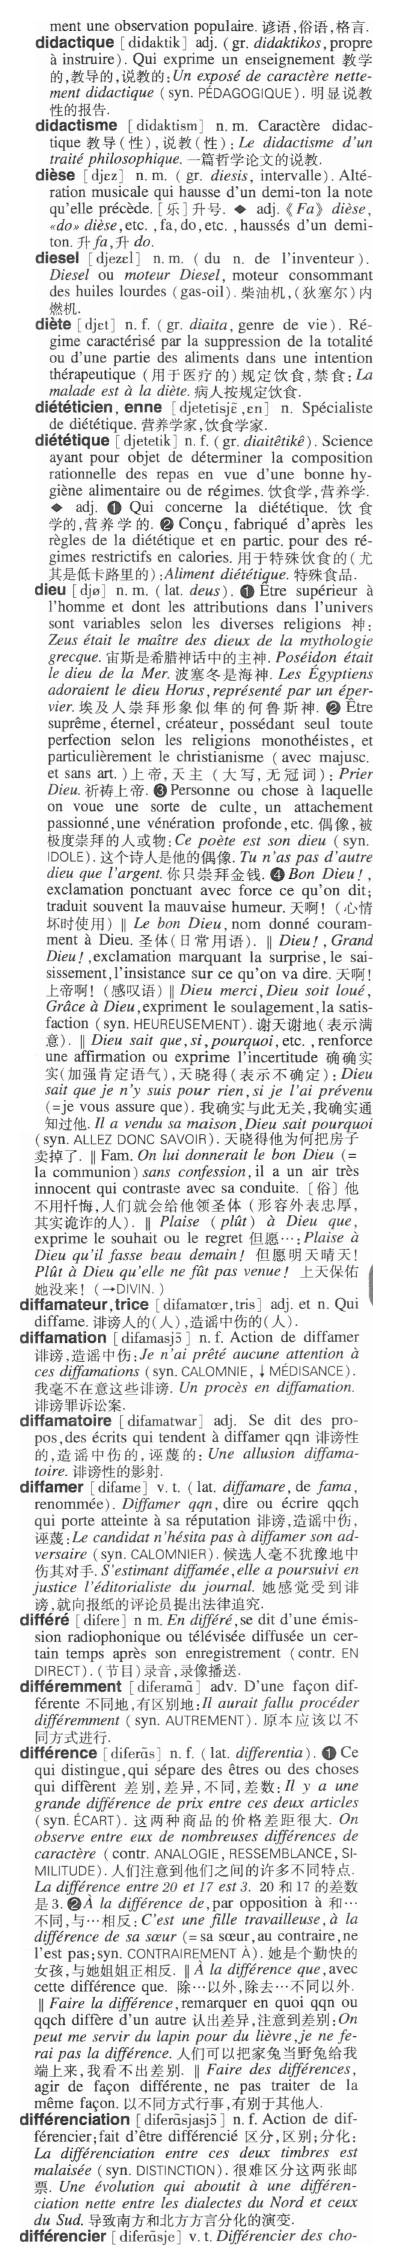 ment une observation populaire. 谚语,俗语,格言.
didactique [didaktik] adj. (gr. didaktikos, propre
à instruire). Qui exprime un enseignement 教学
的,教导的,说教的: Un exposé de caractère nette-
ment didactique (syn. PÉDAGOGIQUE). 明显说教
性的报告.
didactisme [didaktism] n. m. Caractère didac-
tique 教导(性),说教(性): Le didactisme d'un
traité philosophique. 一篇哲学论文的说教.
dièse [djɛz] n. m. (gr. diesis, intervalle). Alté-
ration musicale qui hausse d'un demi-ton la note
qu'elle précède. [乐]升号. ◆ adj.《Fa》dièse,
«do» dièse, etc., fa, do, etc., haussés d'un demi-
ton. 升 fa, 升 do.
diesel [djezɛl] n. m. (du n. de l'inventeur).
Diesel ou moteur Diesel, moteur consommant
des huiles lourdes (gas-oil). 柴油机,(狄塞尔)内
燃机.
diète [djɛt] n. f. (gr. diaita, genre de vie). Ré-
gime caractérisé par la suppression de la totalité
ou d'une partie des aliments dans une intention
thérapeutique (用于医疗的)规定饮食,禁食: La
malade est à la diète. 病人按规定饮食.
diététicien, enne [djetetisjɛ̃, ɛn] n. Spécialiste
de diététique. 营养学家,饮食学家.
diététique [djetetik] n. f. (gr. diaitêtikê). Science
ayant pour objet de déterminer la composition
rationnelle des repas en vue d'une bonne hy-
giène alimentaire ou de régimes. 饮食学,营养学.
◆ adj. ❶ Qui concerne la diététique. 饮食
学的,营养学的. ❷ Conçu, fabriqué d'après les
règles de la diététique et en partic. pour des ré-
gimes restrictifs en calories. 用于特殊饮食的(尤
其是低卡路里的): Aliment diététique. 特殊食品.
dieu [djø] n. m. (lat. deus). ❶ Être supérieur à
l'homme et dont les attributions dans l'univers
sont variables selon les diverses religions 神:
Zeus était le maître des dieux de la mythologie
grecque. 宙斯是希腊神话中的主神. Poséidon était
le dieu de la Mer. 波塞冬是海神. Les Égyptiens
adoraient le dieu Horus, représenté par un éper-
vier. 埃及人崇拜形象似隼的何鲁斯神. ❷ Être
suprême, éternel, créateur, possédant seul toute
perfection selon les religions monothéistes, et
particulièrement le christianisme (avec majusc.
et sans art.) 上帝,天主 (大写,无冠词): Prier
Dieu. 祈祷上帝. ❸ Personne ou chose à laquelle
on voue une sorte de culte, un attachement
passionné, une vénération profonde, etc. 偶像,被
极度崇拜的人或物: Ce poète est son dieu (syn.
IDOLE). 这个诗人是他的偶像. Tu n'as pas d'autre
dieu que l'argent. 你只崇拜金钱. ❹ Bon Dieu!,
exclamation ponctuant avec force ce qu'on dit;
traduit souvent la mauvaise humeur. 天啊! (心情
坏时使用) ‖ Le bon Dieu, nom donné couram-
ment à Dieu. 圣体(日常用语). ‖ Dieu!, Grand
Dieu!, exclamation marquant la surprise, le sai-
sissement, l'insistance sur ce qu'on va dire. 天啊!
上帝啊! (感叹语) ‖ Dieu merci, Dieu soit loué,
Grâce à Dieu, expriment le soulagement, la satis-
faction (syn. HEUREUSEMENT). 谢天谢地(表示满
意). ‖ Dieu sait que, si, pourquoi, etc., renforce
une affirmation ou exprime l'incertitude 确确实
实(加强肯定语气),天晓得(表示不确定): Dieu
sait que je n'y suis pour rien, si je l'ai prévenu
(=je vous assure que). 我确实与此无关,我确实通
知过他. Il a vendu sa maison, Dieu sait pourquoi
(syn. ALLEZ DONC SAVOIR). 天晓得他为何把房子
卖掉了. ‖ Fam. On lui donnerait le bon Dieu (=
la communion) sans confession, il a un air très
innocent qui contraste avec sa conduite. [俗] 他
不用忏悔,人们就会给他领圣体 (形容外表忠厚,
其实诡诈的人). ‖ Plaise (plût) à Dieu que,
exprime le souhait ou le regret 但愿…: Plaise à
Dieu qu'il fasse beau demain! 但愿明天晴天!
Plût à Dieu qu'elle ne fût pas venue! 上天保佑
她没来! (→DIVIN.)
diffamateur, trice [difamatœr, tris] adj. et n. Qui
diffame. 诽谤人的(人),造谣中伤的(人).
diffamation [difamasjɔ̃] n. f. Action de diffamer
诽谤,造谣中伤: Je n'ai prêté aucune attention à
ces diffamations (syn. CALOMNIE, ↓ MÉDISANCE).
我毫不在意这些诽谤. Un procès en diffamation.
诽谤罪诉讼案.
diffamatoire [difamatwar] adj. Se dit des pro-
pos, des écrits qui tendent à diffamer qqn 诽谤性
的,造谣中伤的,诬蔑的: Une allusion diffama-
toire. 诽谤性的影射.
diffamer [difame] v. t. (lat. diffamare, de fama,
renommée). Diffamer qqn, dire ou écrire qqch
qui porte atteinte à sa réputation 诽谤,造谣中伤,
诬蔑: Le candidat n'hésita pas à diffamer son ad-
versaire (syn. CALOMNIER). 候选人毫不犹豫地中
伤其对手. S'estimant diffamée, elle a poursuivi en
justice l'éditorialiste du journal. 她感觉受到诽
谤,就向报纸的评论员提出法律追究.
différé [difere] n m. En différé, se dit d'une émis-
sion radiophonique ou télévisée diffusée un cer-
tain temps après son enregistrement (contr. EN
DIRECT). (节目)录音,录像播送.
différemment [diferamɑ̃] adv. D'une façon dif-
férente 不同地,有区别地: Il aurait fallu procéder
différemment (syn. AUTREMENT). 原本应该以不
同方式进行.
différence [diferɑ̃s] n. f. (lat. differentia). ❶ Ce
qui distingue, qui sépare des êtres ou des choses
qui diffèrent 差别,差异,不同,差数: Il y a une
grande différence de prix entre ces deux articles
(syn. ÉCART). 这两种商品的价格差距很大. On
observe entre eux de nombreuses différences de
caractère (contr. ANALOGIE, RESSEMBLANCE, SI-
MILITUDE). 人们注意到他们之间的许多不同特点.
La différence entre 20 et 17 est 3. 20 和 17 的差数
是 3. ❷ À la différence de, par opposition à 和…
不同,与…相反: C'est une fille travailleuse, à la
différence de sa sœur (= sa sœur, au contraire, ne
l'est pas; syn. CONTRAIREMENT À). 她是个勤快的
女孩,与她姐姐正相反. ‖ À la différence que, avec
cette différence que. 除…以外,除去…不同以外.
‖ Faire la différence, remarquer en quoi qqn ou
qqch diffère d'un autre 认出差异,注意到差别: On
peut me servir du lapin pour du lièvre, je ne fe-
rai pas la différence. 人们可以把家兔当野兔给我
端上来,我看不出差别. ‖ Faire des différences,
agir de façon différente, ne pas traiter de la
même façon. 以不同方式行事,有别于其他人.
différenciation [diferɑ̃sjasjɔ̃] n. f. Action de dif-
férencier; fait d'être différencié 区分,区别;分化:
La différenciation entre ces deux timbres est
malaisée (syn. DISTINCTION). 很难区分这两张邮
票. Une évolution qui aboutit à une différen-
ciation nette entre les dialectes du Nord et ceux
du Sud. 导致南方和北方方言分化的演变.
différencier [diferɑ̃sje] v. t. Différencier des cho-